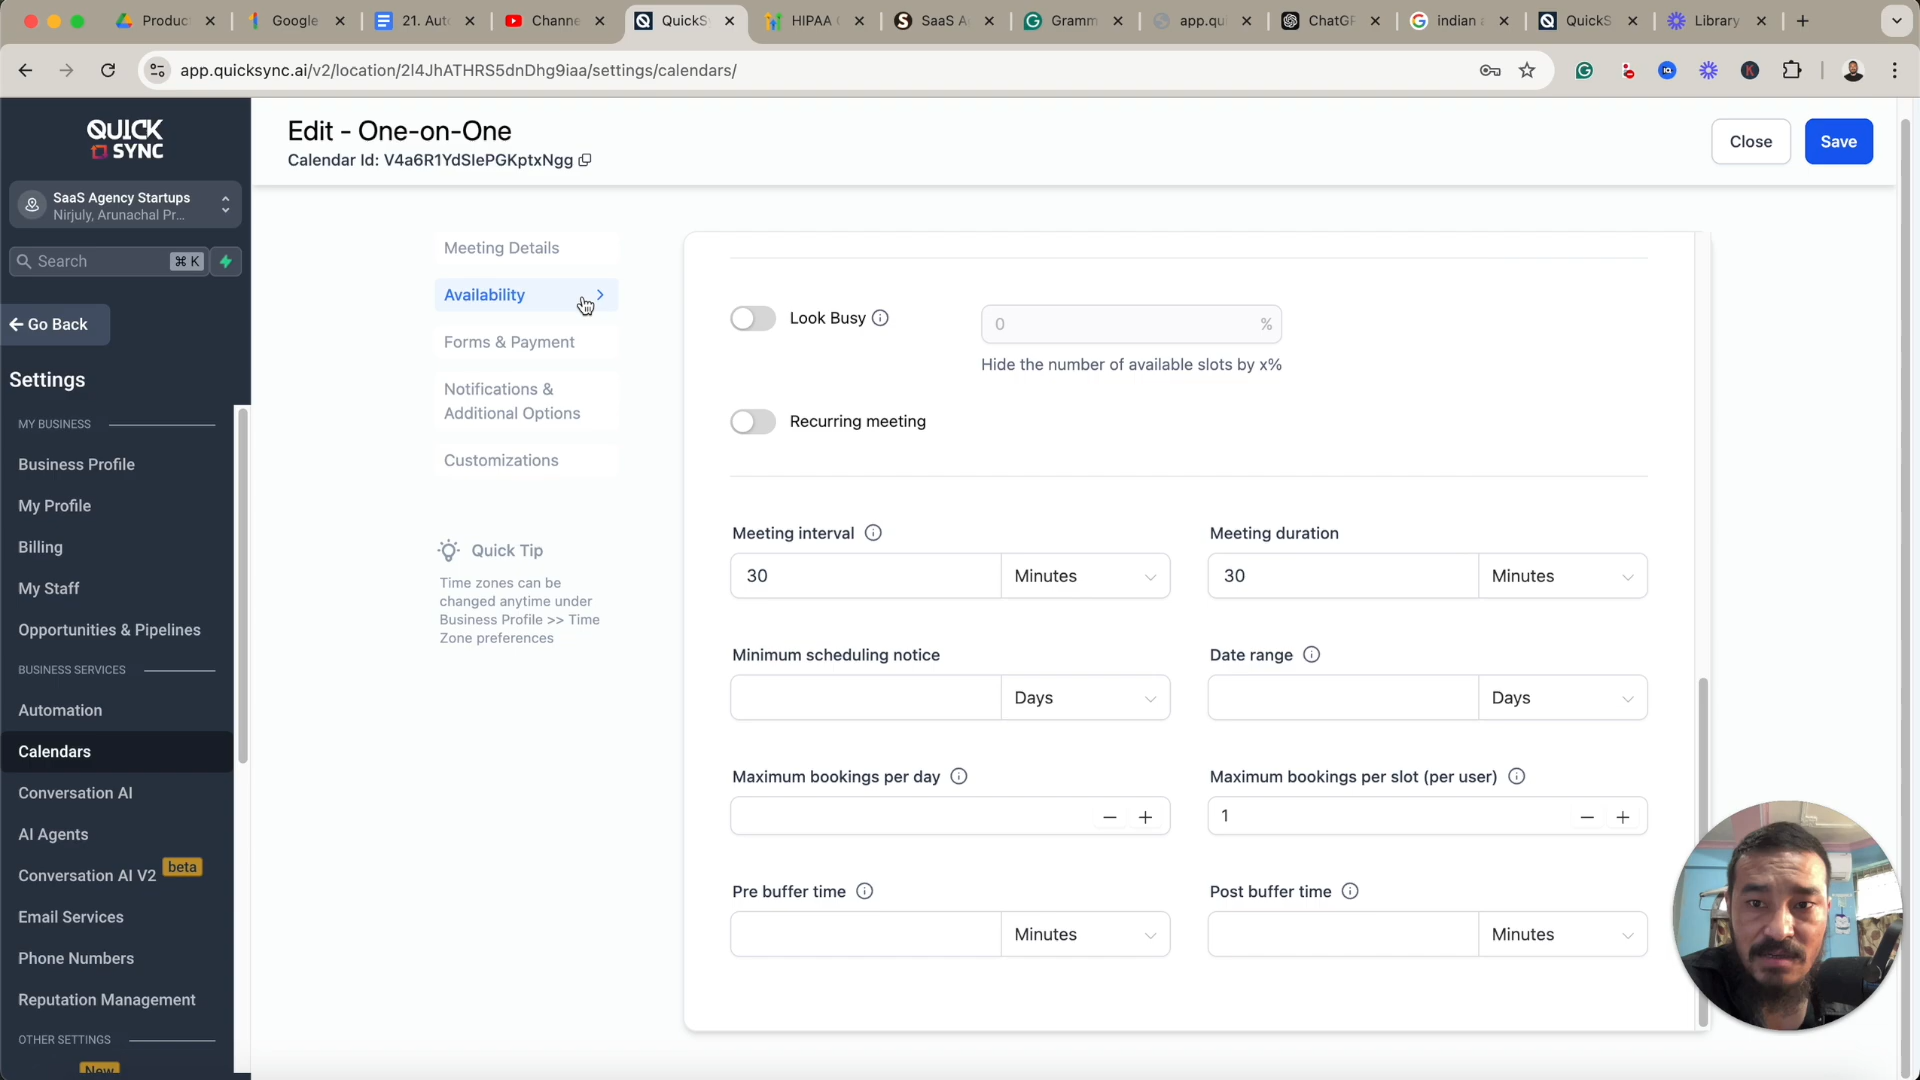 Produc
Google
21. Auto
Channe
QuickS
HIPAA C
SaaS A
Gramm
app.qui
ChatGP
indian a
QuickS
Library
app.quicksync.ai/v2/location/2l4JhATHRS5dnDhg9iaa/settings/calendars/
QUICK
SYNC
SaaS Agency Startups
Nirjuly, Arunachal Pr...
Search ⌘ K
Go Back
Settings
MY BUSINESS
Business Profile
My Profile
Billing
My Staff
Opportunities & Pipelines
BUSINESS SERVICES
Automation
Calendars
Conversation AI
AI Agents
Conversation AI V2 beta
Email Services
Phone Numbers
Reputation Management
OTHER SETTINGS
New
Edit - One-on-One
Calendar Id: V4a6R1YdSIePGKptxNgg
Close Save
Meeting Details
Availability
Forms & Payment
Notifications &
Additional Options
Customizations
Quick Tip
Time zones can be
changed anytime under
Business Profile >> Time
Zone preferences
Look Busy 0 %
Hide the number of available slots by x%
Recurring meeting
Meeting interval Meeting duration
30 Minutes 30 Minutes
Minimum scheduling notice Date range
Days Days
Maximum bookings per day Maximum bookings per slot (per user)
1
Pre buffer time Post buffer time
Minutes Minutes